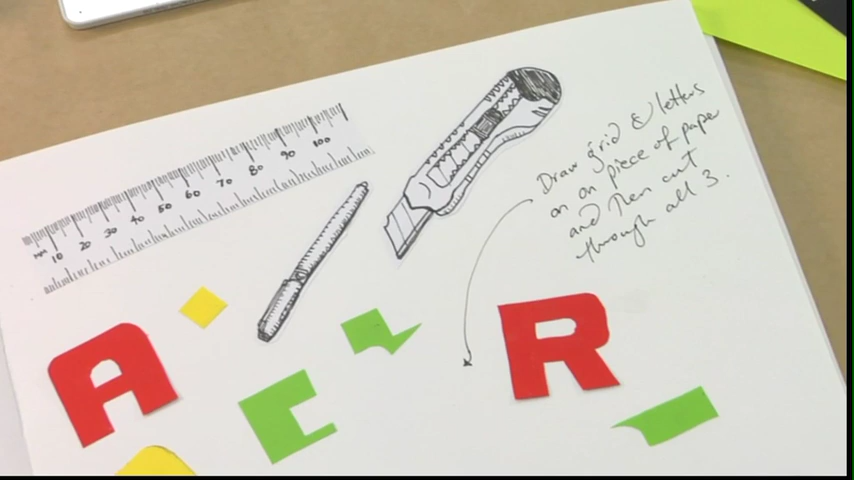 mm 10 20 30 40 50 60 70 80 90 100
Draw grid & letters
on on piece of paper
and then cut
through all 3.
A
R